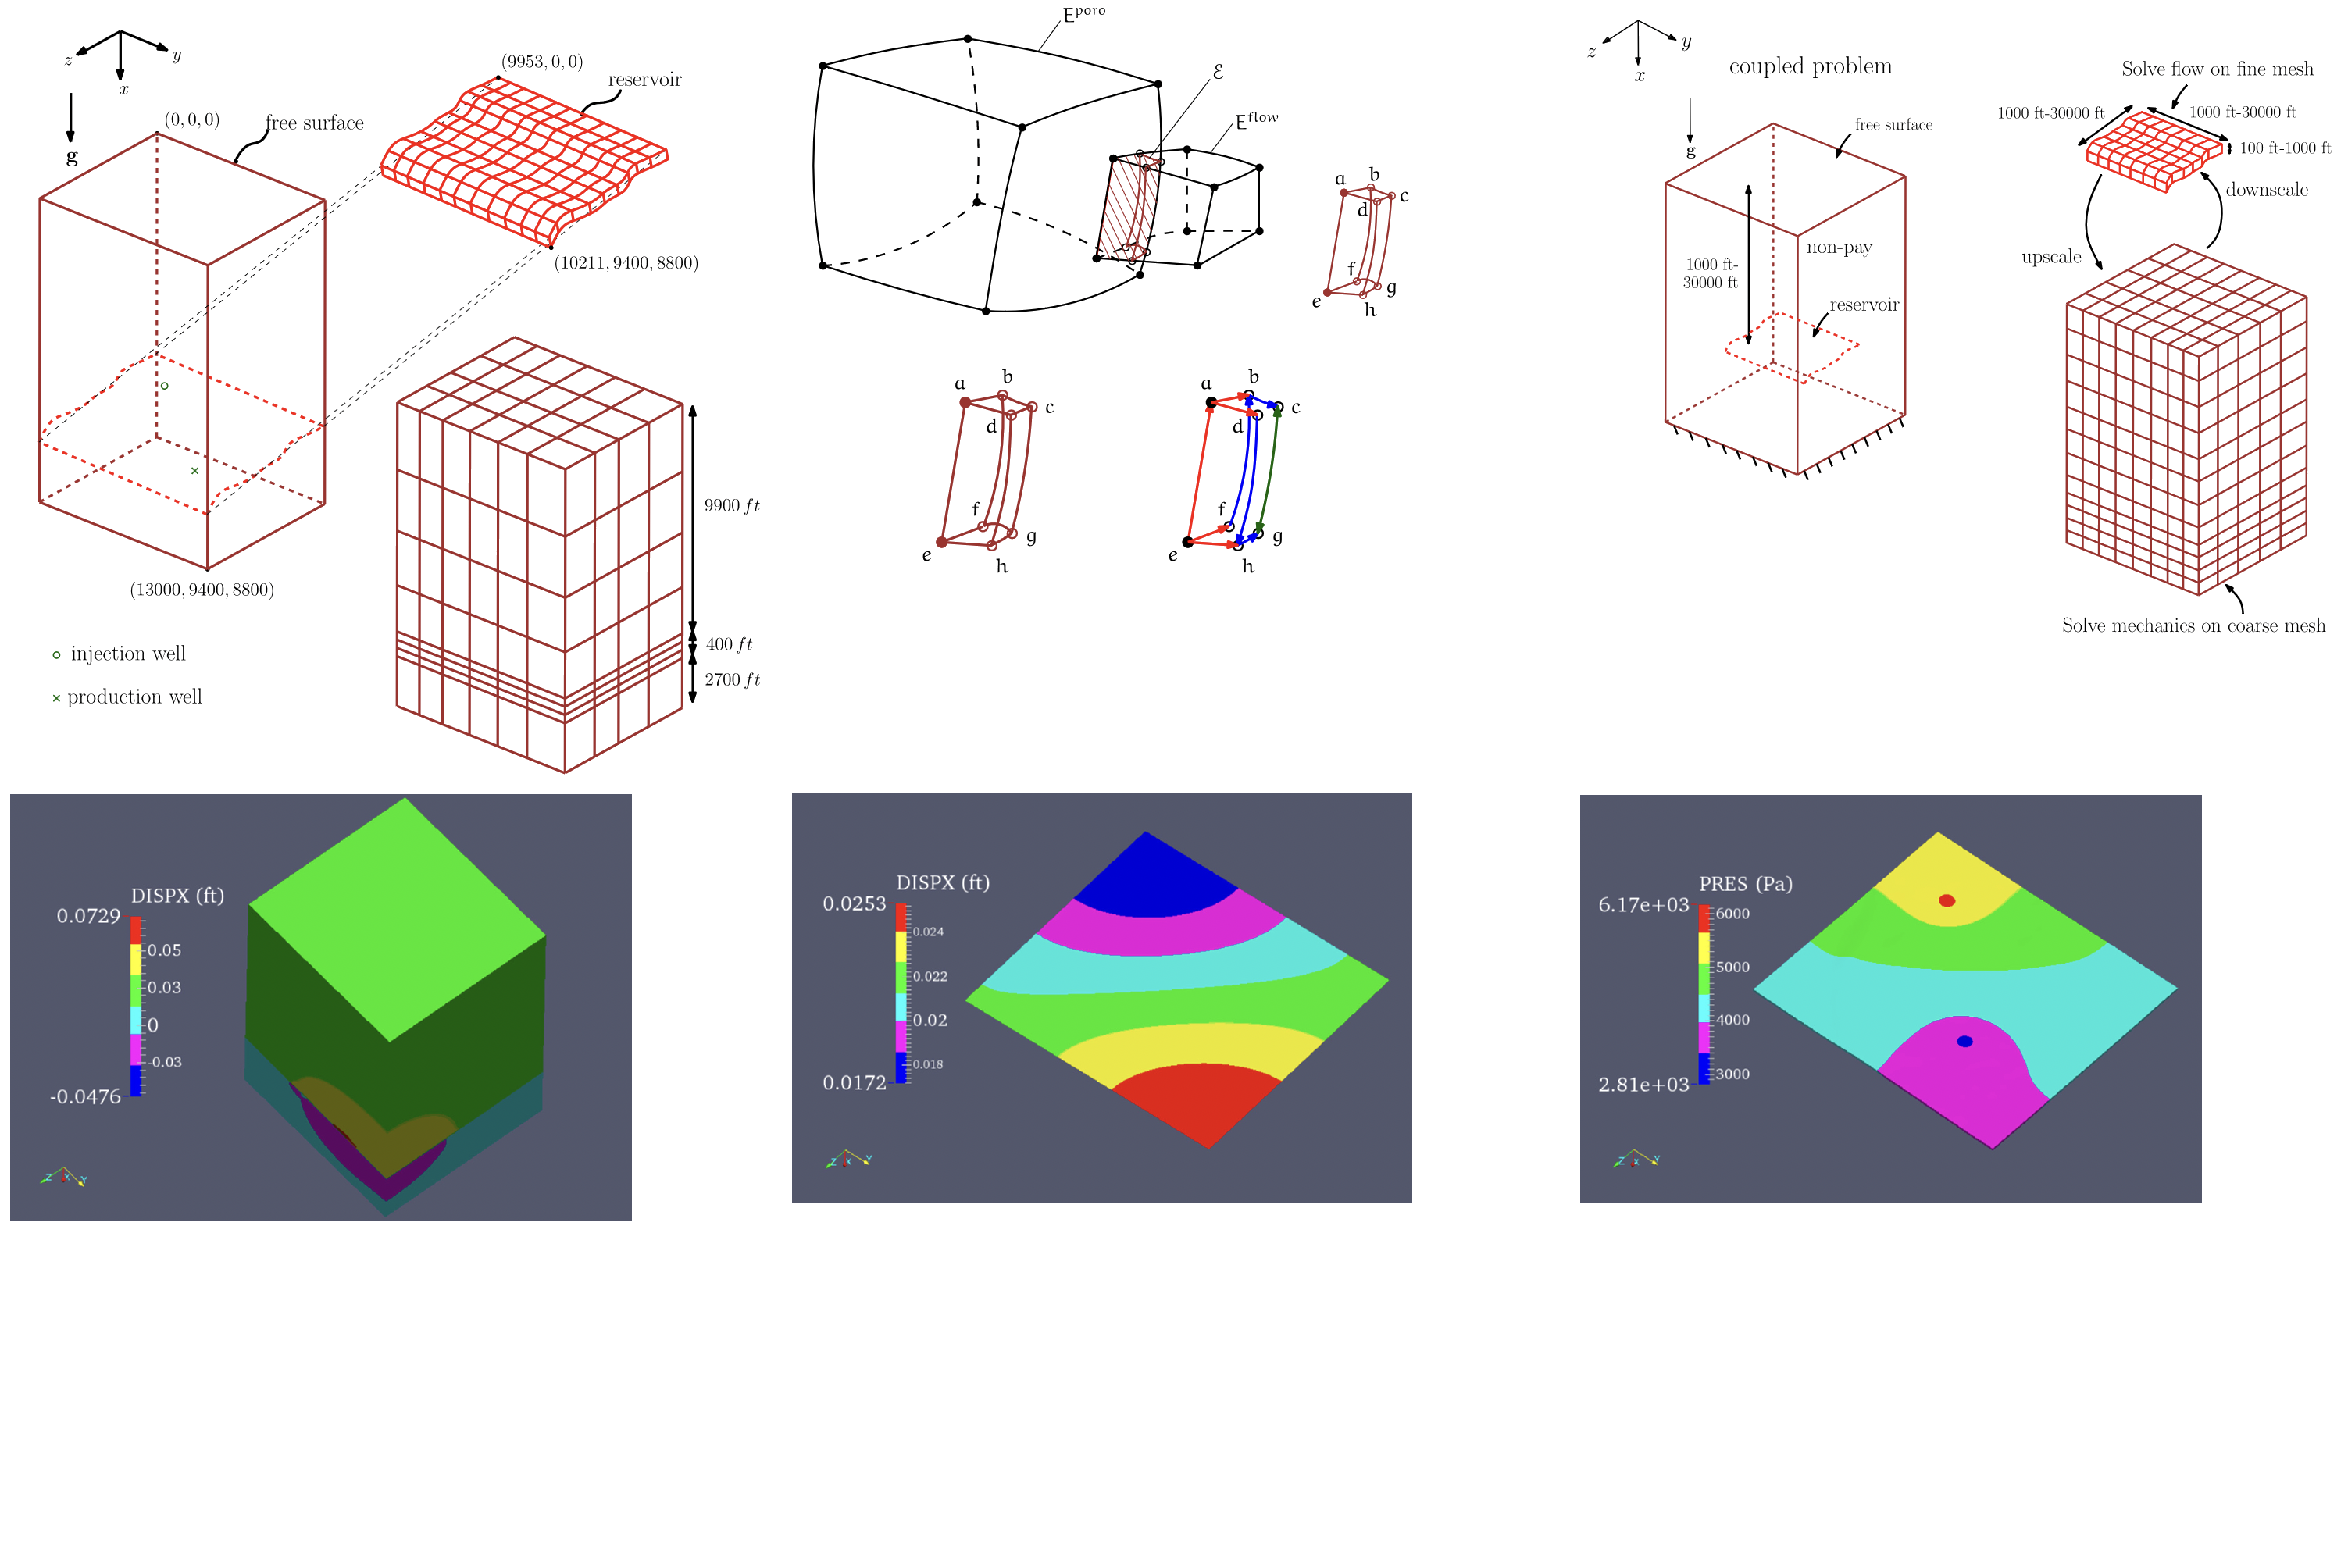 z
y
x
g
(0, 0, 0)
free surface
(9953, 0, 0)
reservoir
(10211, 9400, 8800)
(13000, 9400, 8800)
injection well
production well
9900 ft
400 ft
2700 ft
E^poro
ℰ
E^flow
a
b
c
d
e
f
g
h
a
b
c
d
e
f
g
h
a
b
c
d
e
f
g
h
z
y
x
g
coupled problem
free surface
non-pay
1000 ft-
30000 ft
reservoir
Solve flow on fine mesh
1000 ft-30000 ft
1000 ft-30000 ft
100 ft-1000 ft
downscale
upscale
Solve mechanics on coarse mesh
DISPX (ft)
0.0729
0.05
0.03
0
-0.03
-0.0476
Z
X
Y
DISPX (ft)
0.0253
0.024
0.022
0.02
0.018
0.0172
Z
X
Y
PRES (Pa)
6.17e+03
6000
5000
4000
3000
2.81e+03
Z
X
Y